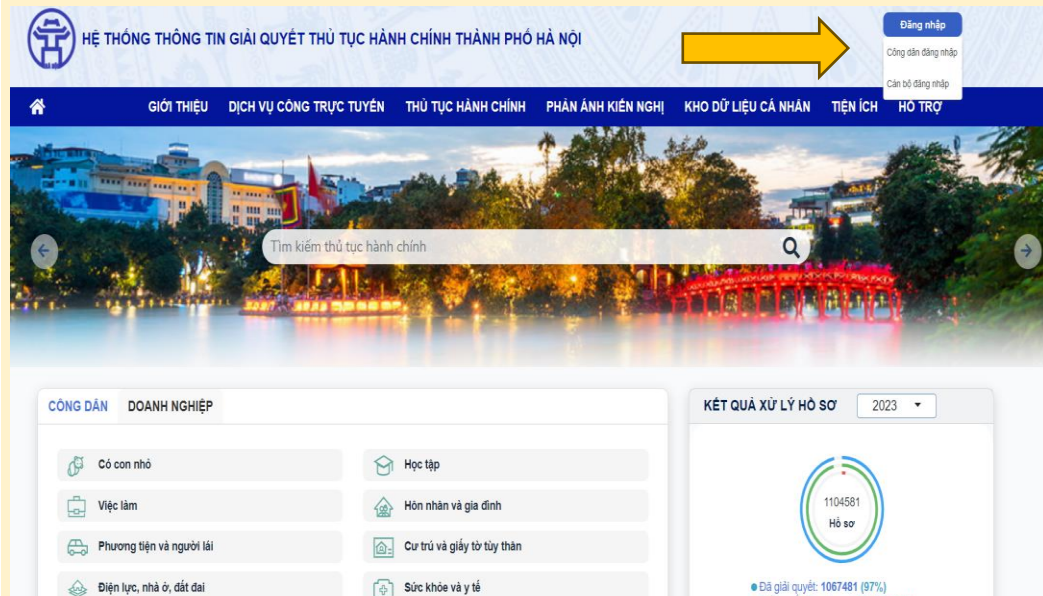 HỆ THỐNG THÔNG TIN GIẢI QUYẾT THỦ TỤC HÀNH CHÍNH THÀNH PHỐ HÀ NỘI
Đăng nhập
Công dân đăng nhập
Cán bộ đăng nhập
GIỚI THIỆU DỊCH VỤ CÔNG TRỰC TUYẾN THỦ TỤC HÀNH CHÍNH PHẢN ÁNH KIẾN NGHỊ KHO DỮ LIỆU CÁ NHÂN TIỆN ÍCH HỖ TRỢ
Tìm kiếm thủ tục hành chính
CÔNG DÂN DOANH NGHIỆP
Có con nhỏ
Học tập
Việc làm
Hôn nhân và gia đình
Phương tiện và người lái
Cư trú và giấy tờ tùy thân
Điện lực, nhà ở, đất đai
Sức khỏe và y tế
KẾT QUẢ XỬ LÝ HỒ SƠ 2023
1104581
Hồ sơ
Đã giải quyết: 1067481 (97%)